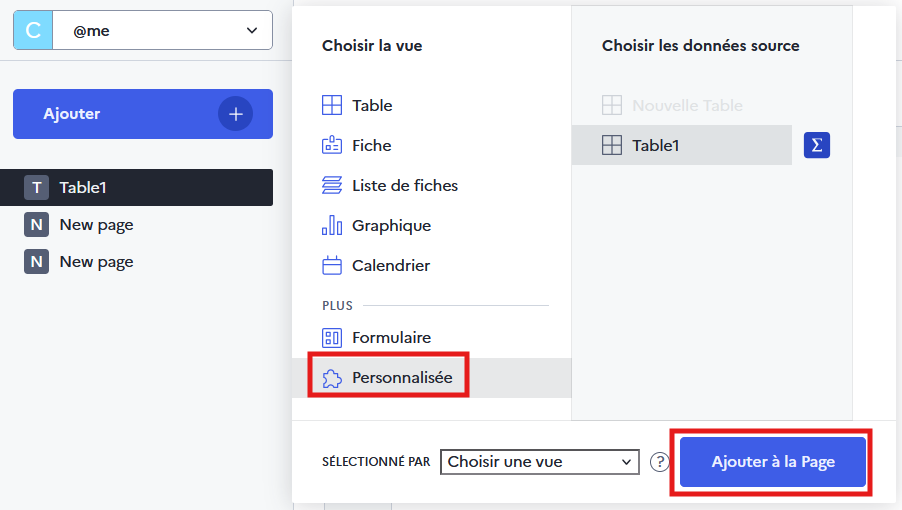 C @me
Ajouter
T Table1
N New page
N New page
Choisir la vue
Table
Fiche
Liste de fiches
Graphique
Calendrier
PLUS
Formulaire
Personnalisée
Choisir les données source
Nouvelle Table
Table1 Σ
SÉLECTIONNÉ PAR Choisir une vue ? Ajouter à la Page